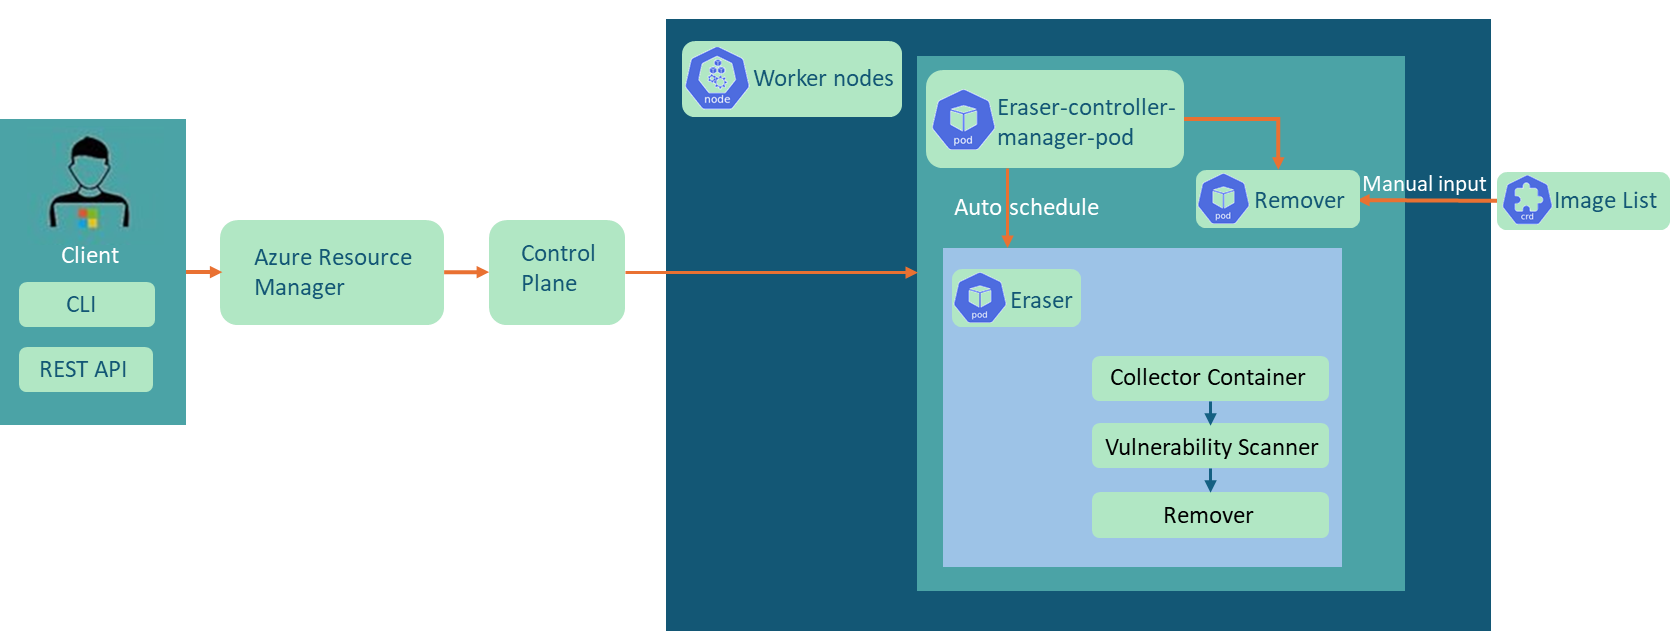 Client
CLI
REST API
Azure Resource
Manager
Control
Plane
node
Worker nodes
pod
Eraser-controller-
manager-pod
Auto schedule
pod
Remover
Manual input
crd
Image List
pod
Eraser
Collector Container
Vulnerability Scanner
Remover